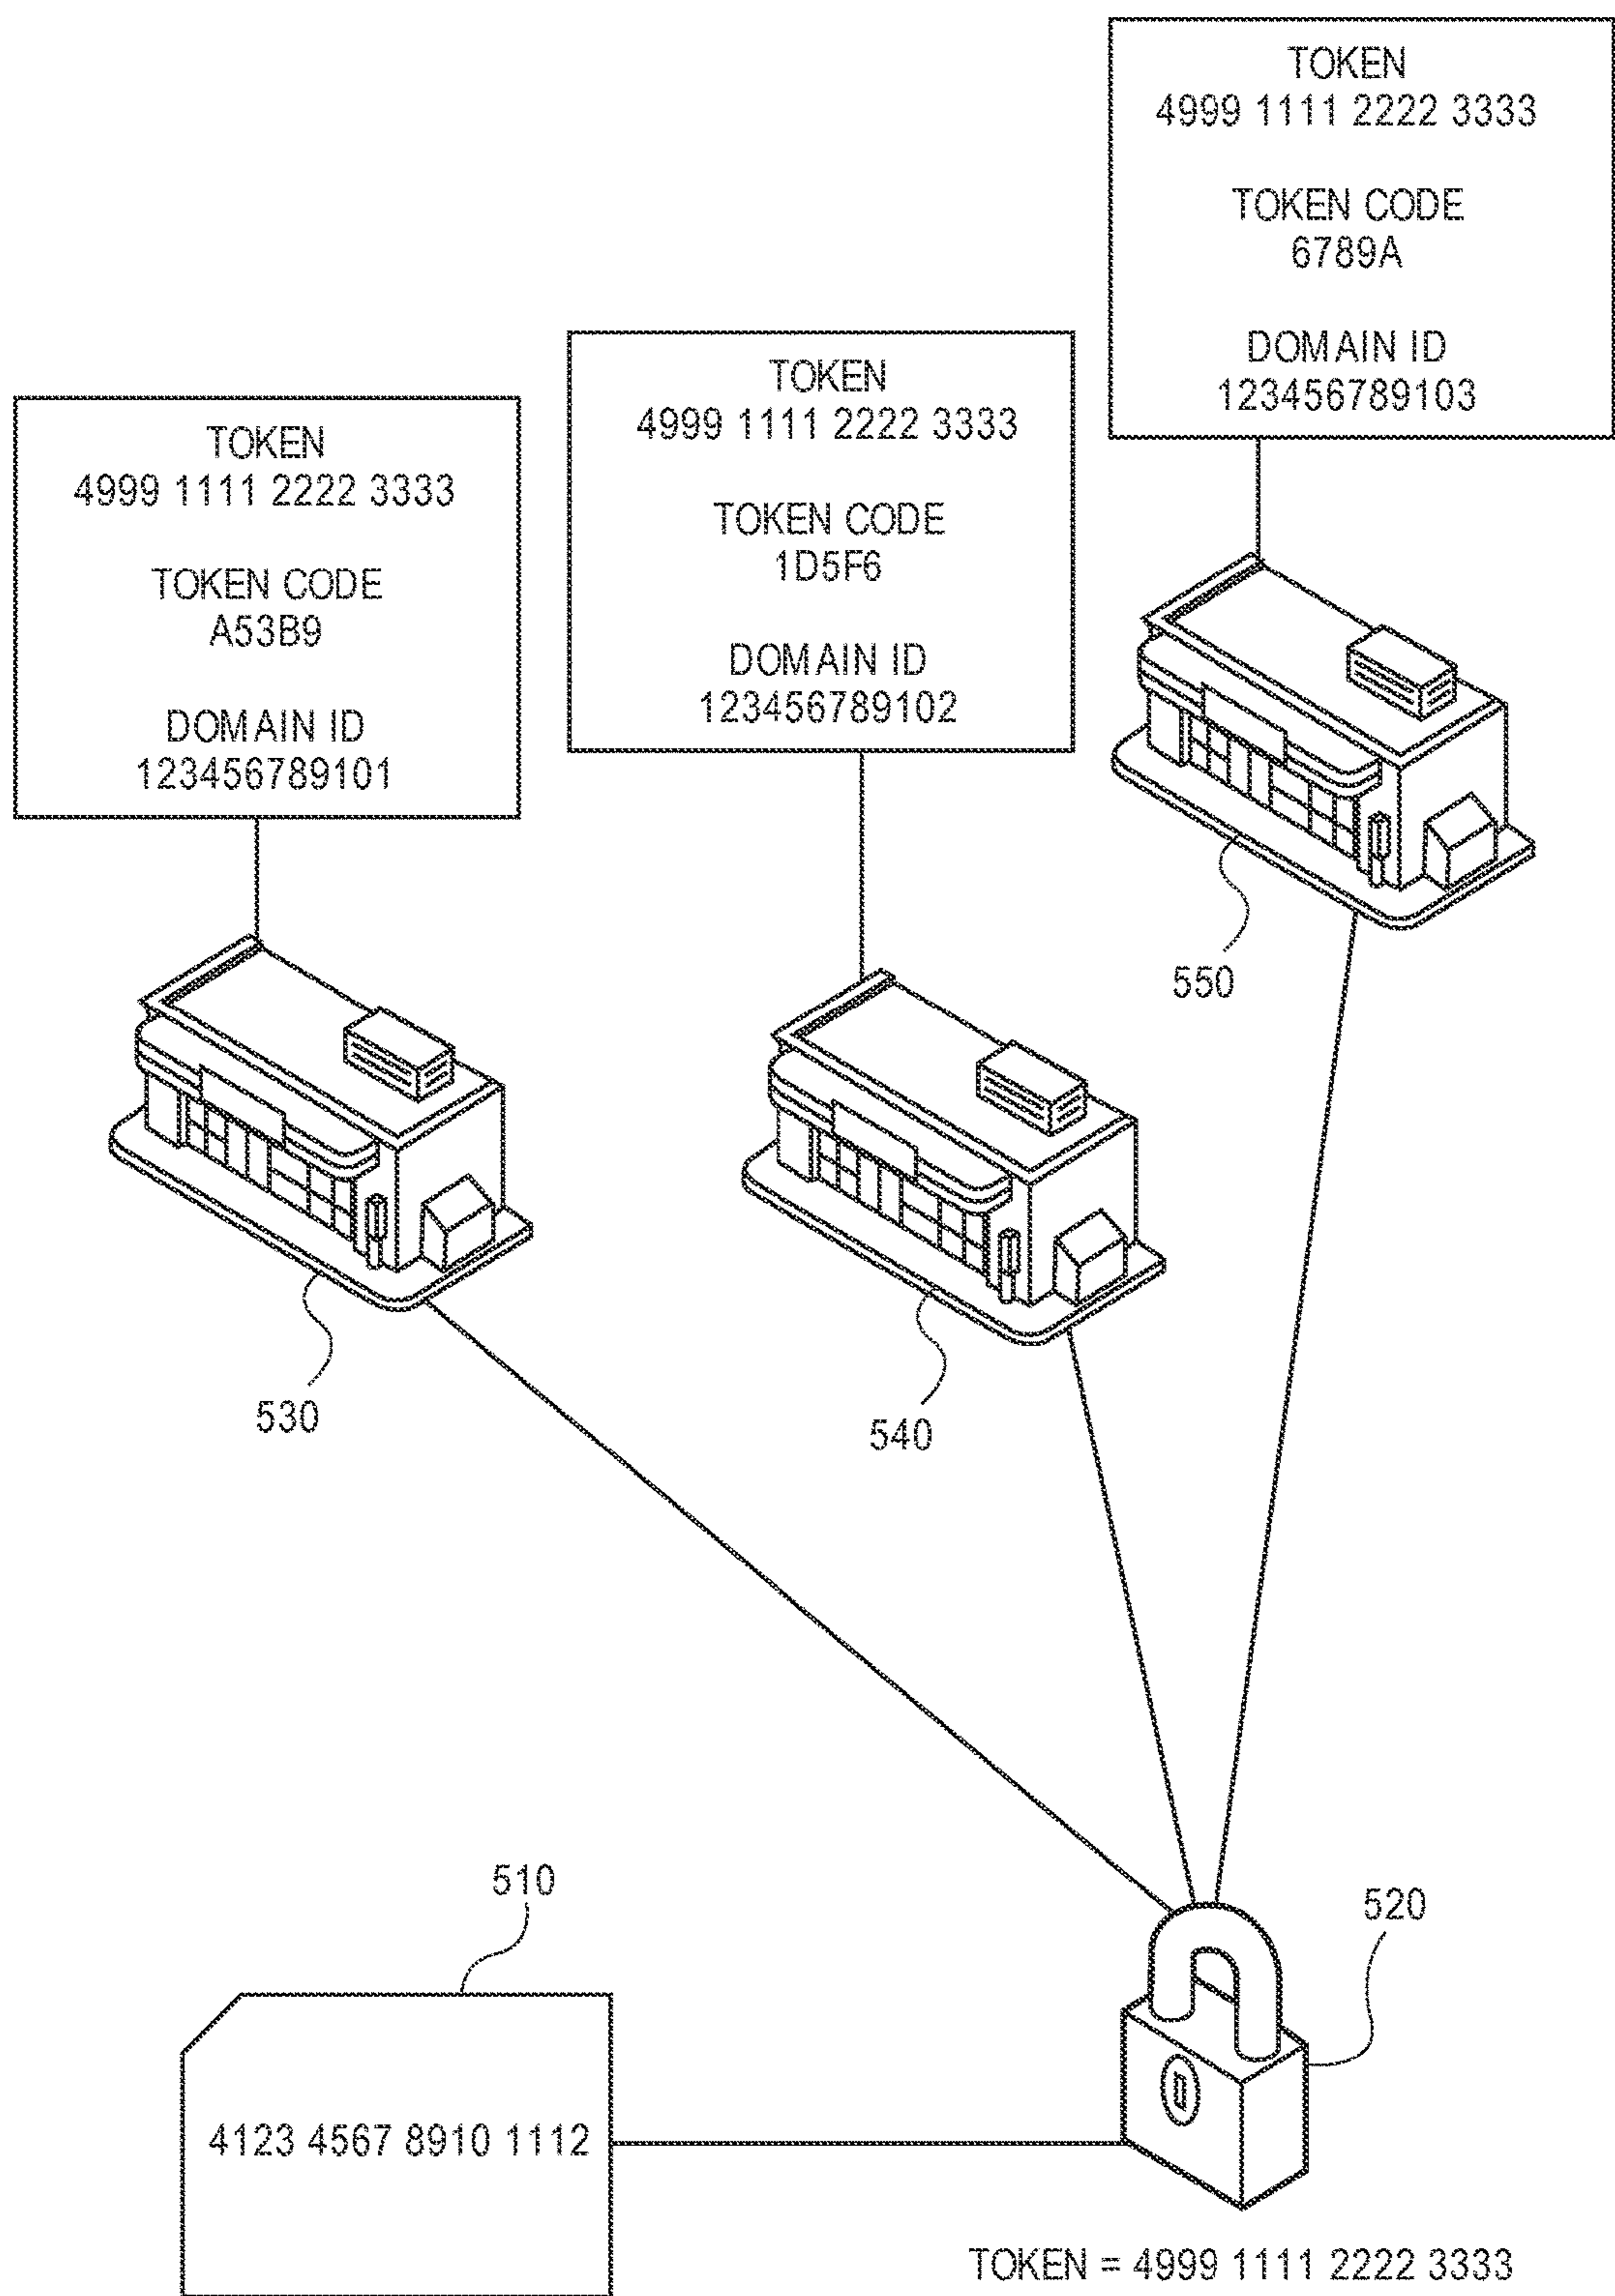 TOKEN
4999 1111 2222 3333
TOKEN CODE
6789A
DOMAIN ID
123456789103
TOKEN
4999 1111 2222 3333
TOKEN CODE
1D5F6
DOMAIN ID
123456789102
TOKEN
4999 1111 2222 3333
TOKEN CODE
A53B9
DOMAIN ID
123456789101
550
530
540
510
520
4123 4567 8910 1112
TOKEN = 4999 1111 2222 3333